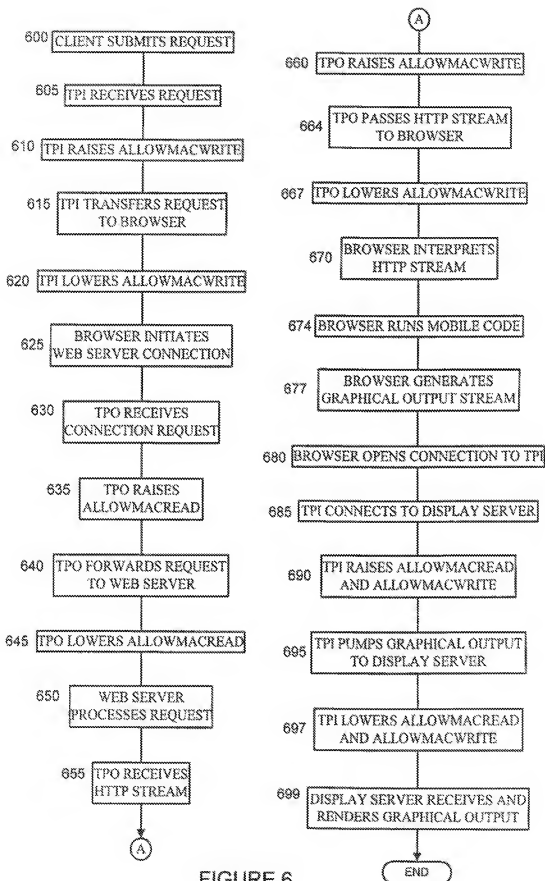 600 CLIENT SUBMITS REQUEST
605 TPI RECEIVES REQUEST
610 TPI RAISES ALLOWMACWRITE
615 TPI TRANSFERS REQUEST
TO BROWSER
620 TPI LOWERS ALLOWMACWRITE
625 BROWSER INITIATES
WEB SERVER CONNECTION
630 TPO RECEIVES
CONNECTION REQUEST
635 TPO RAISES
ALLOWMACREAD
640 TPO FORWARDS REQUEST
TO WEB SERVER
645 TPO LOWERS ALLOWMACREAD
650 WEB SERVER
PROCESSES REQUEST
655 TPO RECEIVES
HTTP STREAM
A
A
660 TPO RAISES ALLOWMACWRITE
664 TPO PASSES HTTP STREAM
TO BROWSER
667 TPO LOWERS ALLOWMACWRITE
670 BROWSER INTERPRETS
HTTP STREAM
674 BROWSER RUNS MOBILE CODE
677 BROWSER GENERATES
GRAPHICAL OUTPUT STREAM
680 BROWSER OPENS CONNECTION TO TPI
685 TPI CONNECTS TO DISPLAY SERVER
690 TPI RAISES ALLOWMACREAD
AND ALLOWMACWRITE
695 TPI PUMPS GRAPHICAL OUTPUT
TO DISPLAY SERVER
697 TPI LOWERS ALLOWMACREAD
AND ALLOWMACWRITE
699 DISPLAY SERVER RECEIVES AND
RENDERS GRAPHICAL OUTPUT
END
FIGURE 6